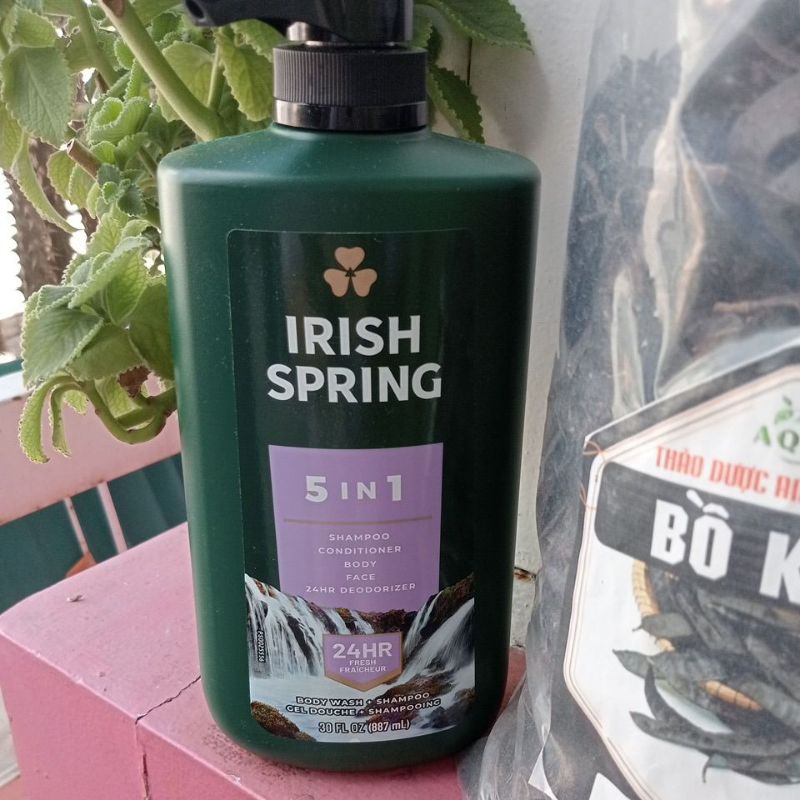 IRISH
SPRING
5 IN 1
SHAMPOO
CONDITIONER
BODY
FACE
24HR DEODORIZER
24HR
FRESH
FRAÎCHEUR
BODY WASH + SHAMPOO
GEL DOUCHE + SHAMPOOING
30 FL OZ (887 mL)
THẢO DƯỢC
BỒ K